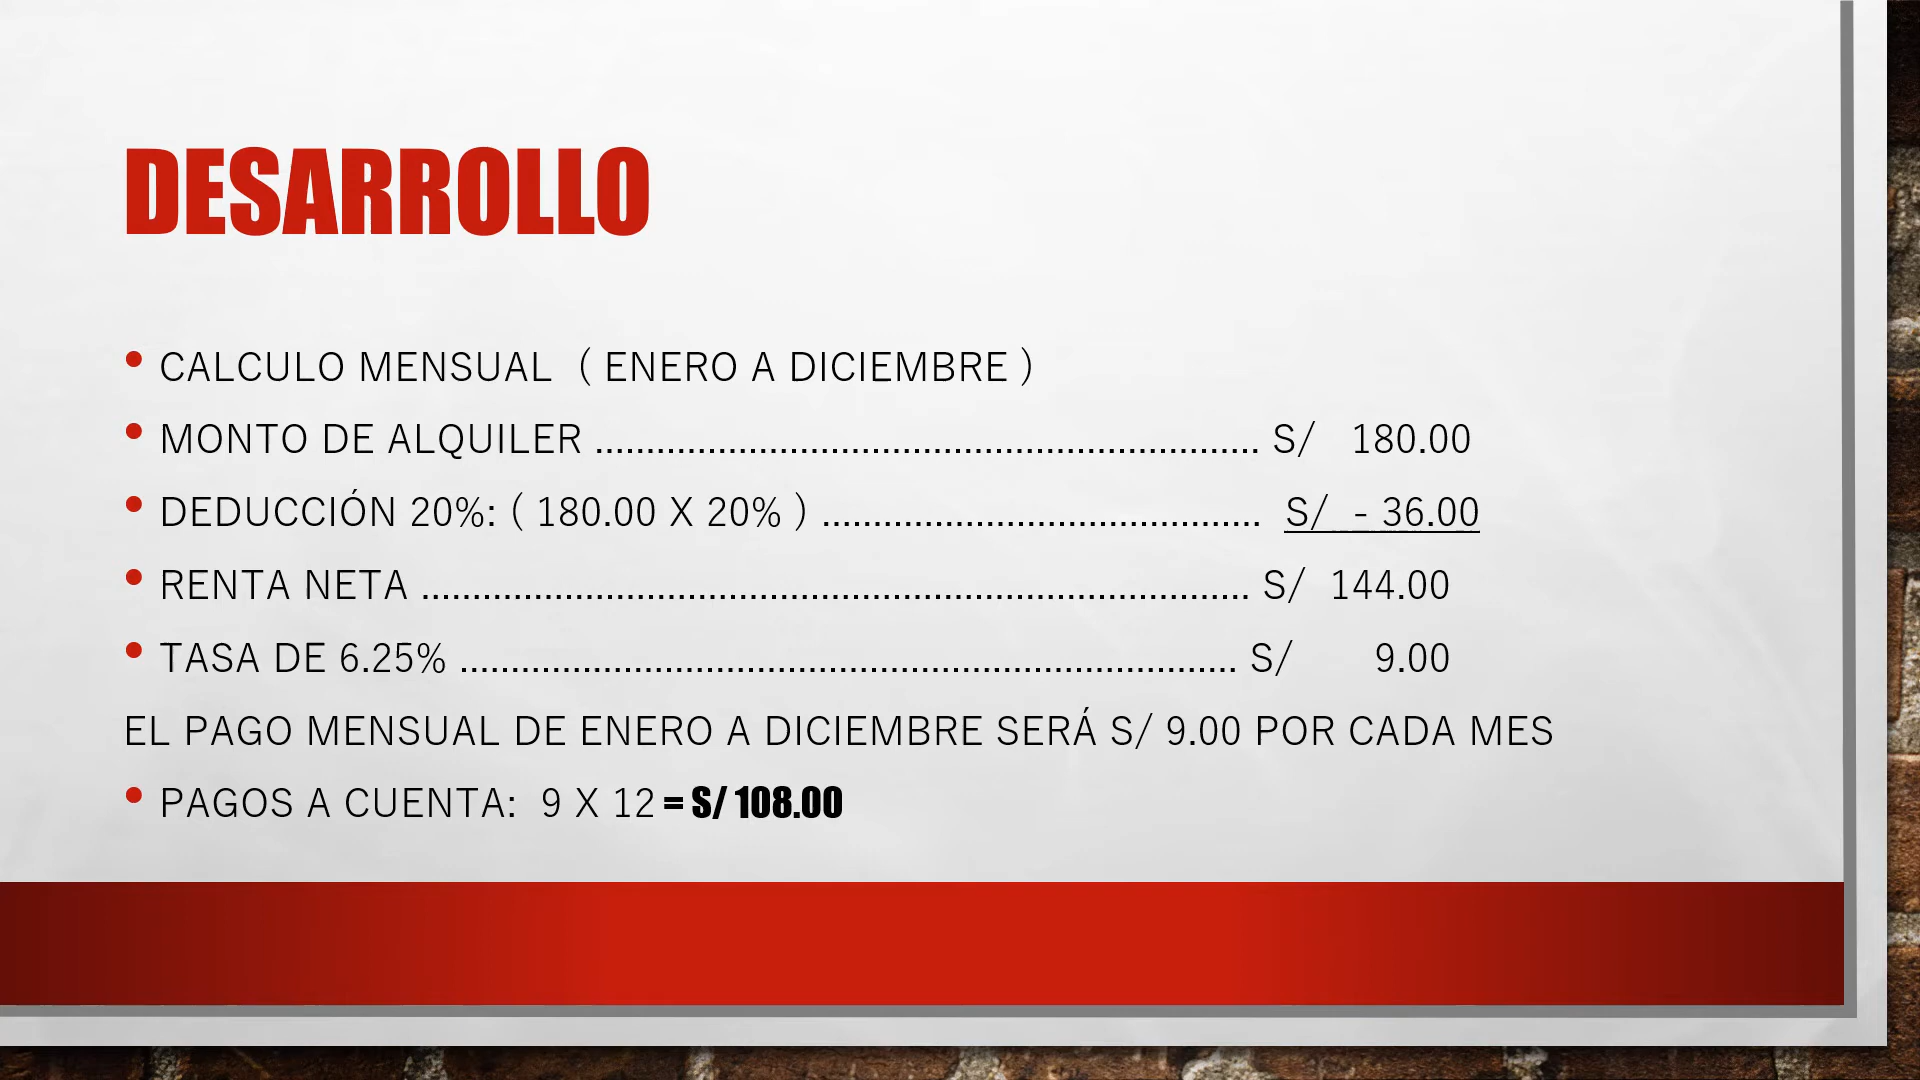 DESARROLLO
• CALCULO MENSUAL ( ENERO A DICIEMBRE )
• MONTO DE ALQUILER ................................................................. S/ 180.00
• DEDUCCIÓN 20%: ( 180.00 X 20% ) ........................................... S/ - 36.00
• RENTA NETA ................................................................................. S/ 144.00
• TASA DE 6.25% ............................................................................ S/ 9.00
EL PAGO MENSUAL DE ENERO A DICIEMBRE SERÁ S/ 9.00 POR CADA MES
• PAGOS A CUENTA: 9 X 12 = S/ 108.00